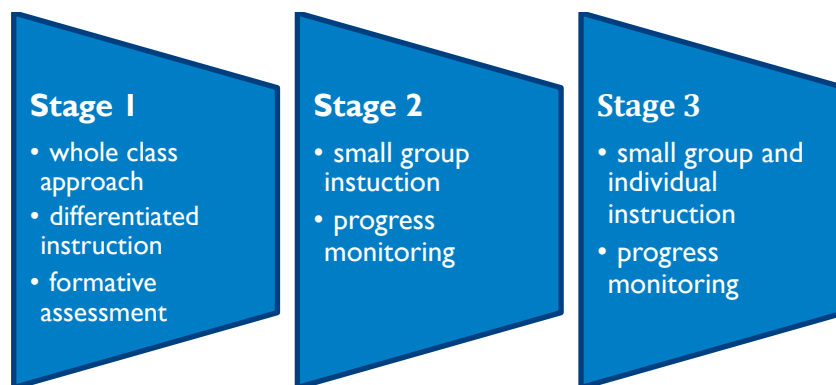 Stage 1
• whole class
approach
• differentiated
instruction
• formative
assessment
Stage 2
• small group
instuction
• progress
monitoring
Stage 3
• small group and
individual
instruction
• progress
monitoring